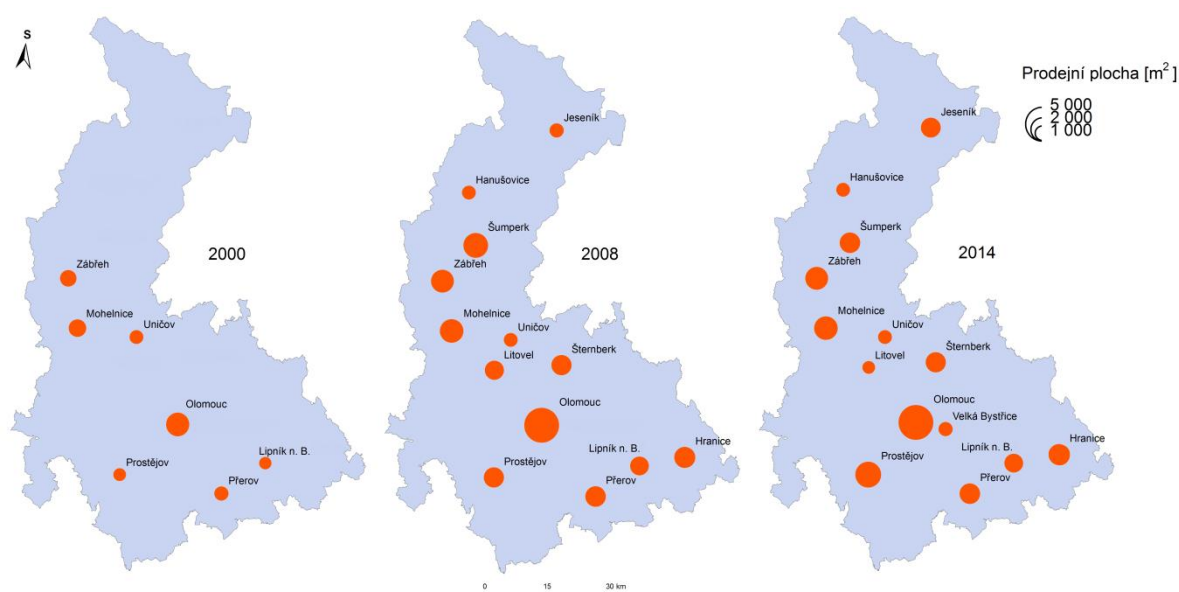 S
Zábřeh
Mohelnice
Uničov
2000
Olomouc
Prostějov
Lipník n. B.
Přerov
Jeseník
Hanušovice
Šumperk
2008
Zábřeh
Mohelnice
Uničov
Litovel
Šternberk
Olomouc
Hranice
Lipník n. B.
Prostějov
Přerov
0 15 30 km
Jeseník
Hanušovice
Šumperk
2014
Zábřeh
Mohelnice
Uničov
Litovel
Šternberk
Olomouc
Velká Bystřice
Hranice
Lipník n. B.
Prostějov
Přerov
Prodejní plocha [m²]
5 000
2 000
1 000